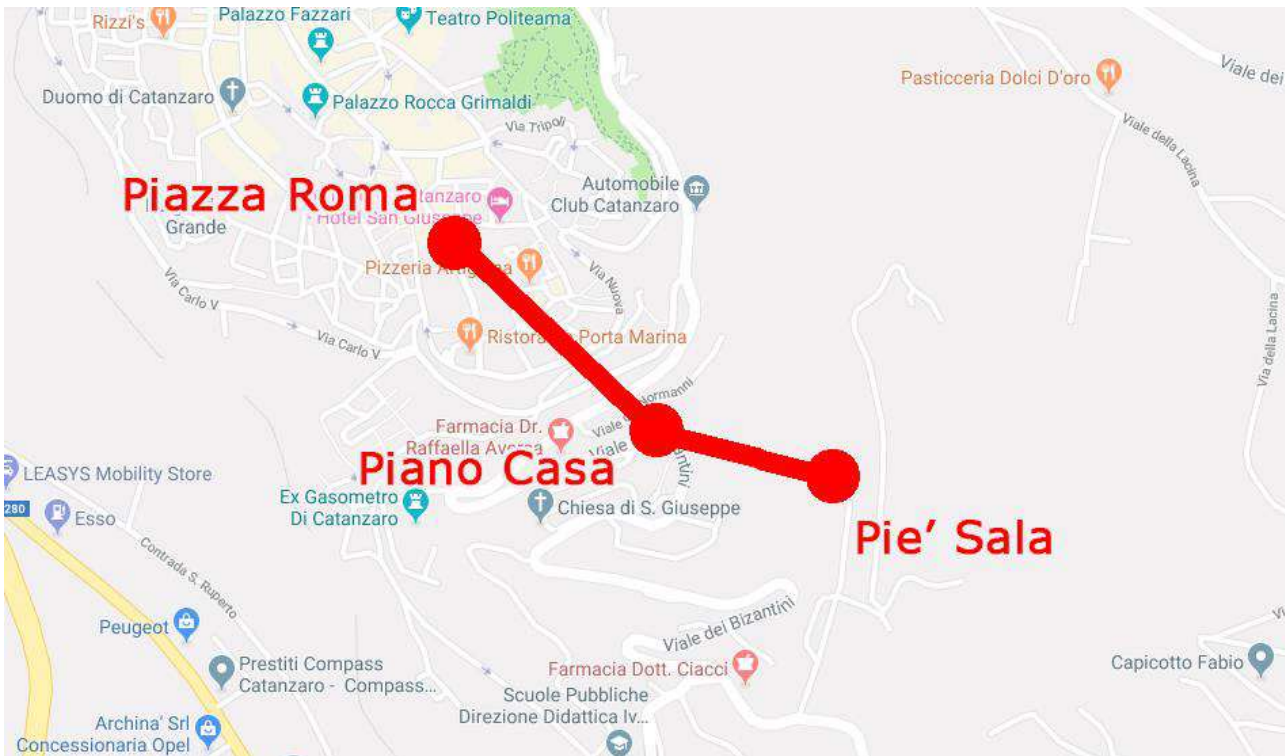 Rizzi's
Palazzo Fazzari
Teatro Politeama
Duomo di Catanzaro
Palazzo Rocca Grimaldi
Via Tripoli
Pasticceria Dolci D'oro
Viale dei
Viale della Lacina
Piazza Roma
Automobile
Club Catanzaro
Grande
Via Carlo V
Via Carlo V
Pizzeria
Via Nuova
Porta Marina
Via della Lacina
Farmacia Dr.
Raffaella
Viale
Viale
Piano Casa
LEASYS Mobility Store
280
Esso
Ex Gasometro
Di Catanzaro
Chiesa di S. Giuseppe
Pie’ Sala
Contrada S. Ruperto
Peugeot
Viale dei Bizantini
Prestiti Compass
Catanzaro - Compass...
Farmacia Dott. Ciacci
Capicotto Fabio
Scuole Pubbliche
Direzione Didattica Iv...
Archina' Srl
Concessionaria Opel